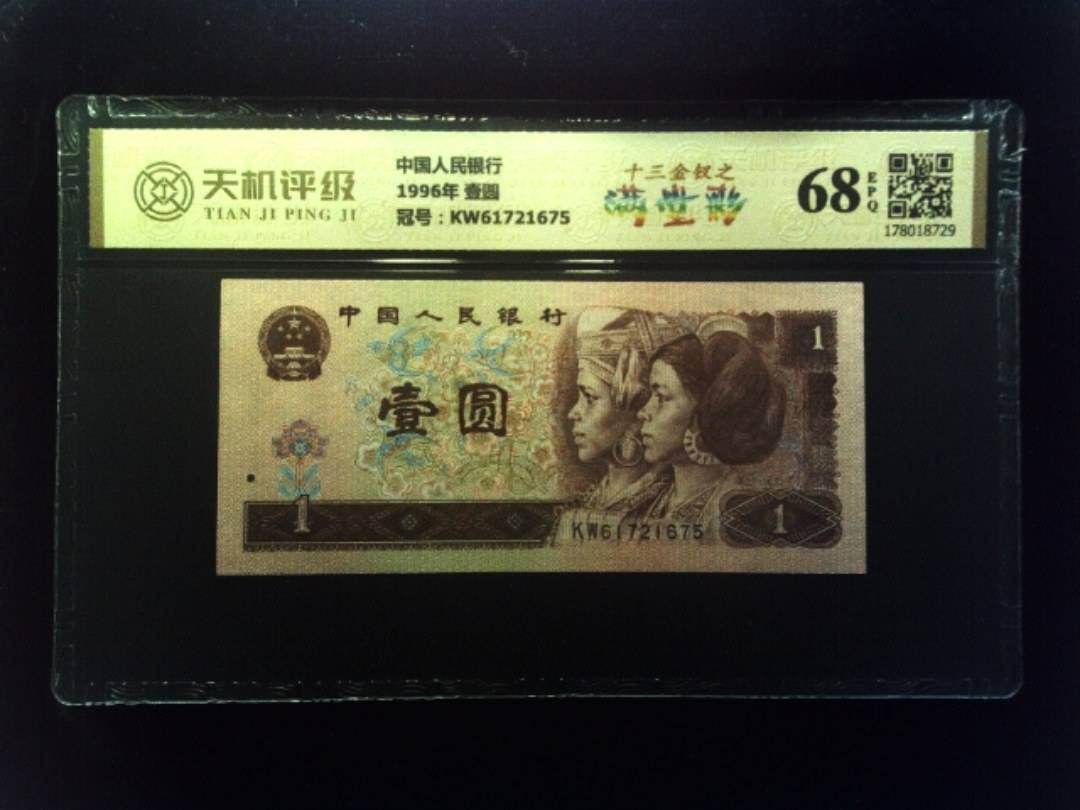 天机评级
TIAN JI PING JI
中国人民银行
1996年 壹圆
冠号：KW61721675
十三金钗之
满堂彩
68
EPQ
178018729
中国人民银行
1
壹圆
1
KW61721675
1